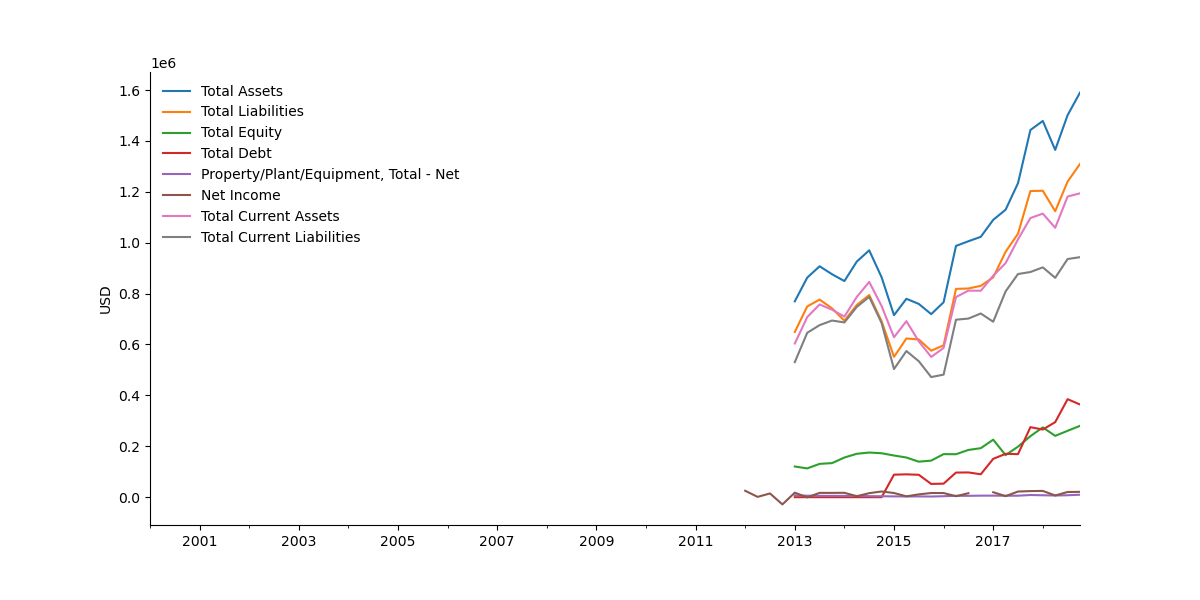 1e6
1.6
1.4
1.2
1.0
0.8
0.6
0.4
0.2
0.0
USD
Total Assets
Total Liabilities
Total Equity
Total Debt
Property/Plant/Equipment, Total - Net
Net Income
Total Current Assets
Total Current Liabilities
2001 2003 2005 2007 2009 2011 2013 2015 2017